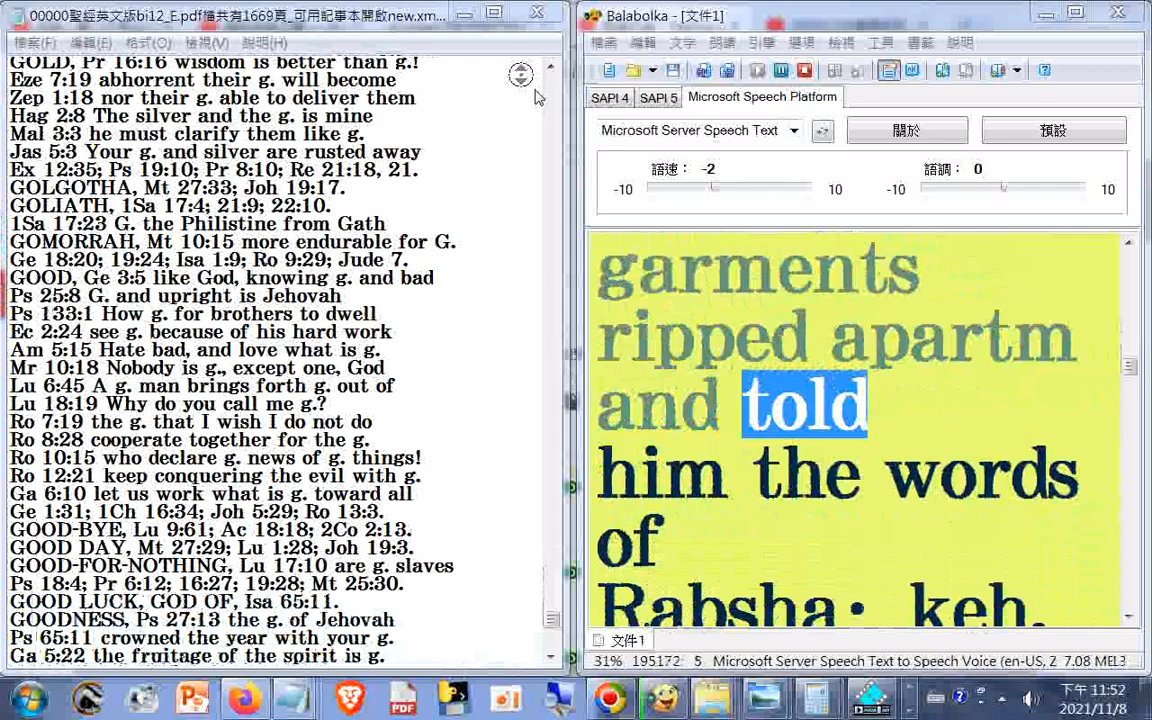 00000聖經英文版bi12_E.pdf檔共有1669頁_可用記事本開啟new.xm...
檔案(F) 編輯(E) 格式(O) 檢視(V) 說明(H)
GOLD, Pr 16:16 wisdom is better than g.!
Eze 7:19 abhorrent their g. will become
Zep 1:18 nor their g. able to deliver them
Hag 2:8 The silver and the g. is mine
Mal 3:3 he must clarify them like g.
Jas 5:3 Your g. and silver are rusted away
Ex 12:35; Ps 19:10; Pr 8:10; Re 21:18, 21.
GOLGOTHA, Mt 27:33; Joh 19:17.
GOLIATH, 1Sa 17:4; 21:9; 22:10.
1Sa 17:23 G. the Philistine from Gath
GOMORRAH, Mt 10:15 more endurable for G.
Ge 18:20; 19:24; Isa 1:9; Ro 9:29; Jude 7.
GOOD, Ge 3:5 like God, knowing g. and bad
Ps 25:8 G. and upright is Jehovah
Ps 133:1 How g. for brothers to dwell
Ec 2:24 see g. because of his hard work
Am 5:15 Hate bad, and love what is g.
Mr 10:18 Nobody is g., except one, God
Lu 6:45 A g. man brings forth g. out of
Lu 18:19 Why do you call me g.?
Ro 7:19 the g. that I wish I do not do
Ro 8:28 cooperate together for the g.
Ro 10:15 who declare g. news of g. things!
Ro 12:21 keep conquering the evil with g.
Ga 6:10 let us work what is g. toward all
Ge 1:31; 1Ch 16:34; Joh 5:29; Ro 13:3.
GOOD-BYE, Lu 9:61; Ac 18:18; 2Co 2:13.
GOOD DAY, Mt 27:29; Lu 1:28; Joh 19:3.
GOOD-FOR-NOTHING, Lu 17:10 are g. slaves
Ps 18:4; Pr 6:12; 16:27; 19:28; Mt 25:30.
GOOD LUCK, GOD OF, Isa 65:11.
GOODNESS, Ps 27:13 the g. of Jehovah
Ps 65:11 crowned the year with your g.
Ga 5:22 the fruitage of the spirit is g.
Balabolka - [文件1]
檔案 編輯 文字 朗讀 引擎 選項 檢視 工具 書籤 說明
SAPI 4 SAPI 5 Microsoft Speech Platform
Microsoft Server Speech Text 關於 預設
語速: -2 語調: 0
-10 10 -10 10
garments
ripped apartm
and told
him the words
of
Rabsha· keh.
文件1
31% 195172 5 Microsoft Server Speech Text to Speech Voice (en-US, Z 7.08 МЕЗ
PDF
下午 11:52
2021/11/8